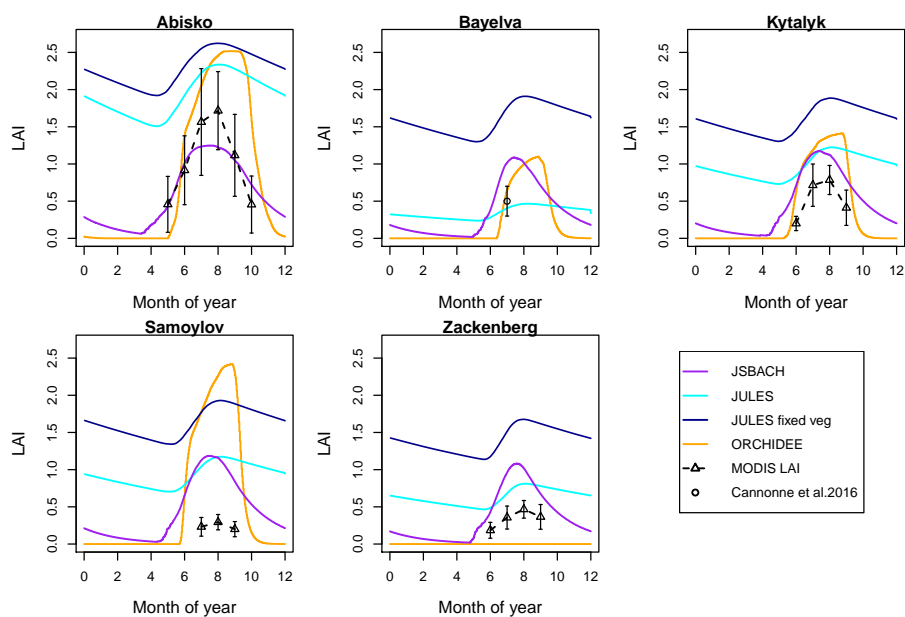 Abisko
LAI
2.5
2.0
1.5
1.0
0.5
0.0
0 2 4 6 8 10 12
Month of year
Bayelva
LAI
2.5
2.0
1.5
1.0
0.5
0.0
0 2 4 6 8 10 12
Month of year
Kytalyk
LAI
2.5
2.0
1.5
1.0
0.5
0.0
0 2 4 6 8 10 12
Month of year
Samoylov
LAI
2.5
2.0
1.5
1.0
0.5
0.0
0 2 4 6 8 10 12
Month of year
Zackenberg
LAI
2.5
2.0
1.5
1.0
0.5
0.0
0 2 4 6 8 10 12
Month of year
JSBACH
JULES
JULES fixed veg
ORCHIDEE
MODIS LAI
Cannonne et al.2016